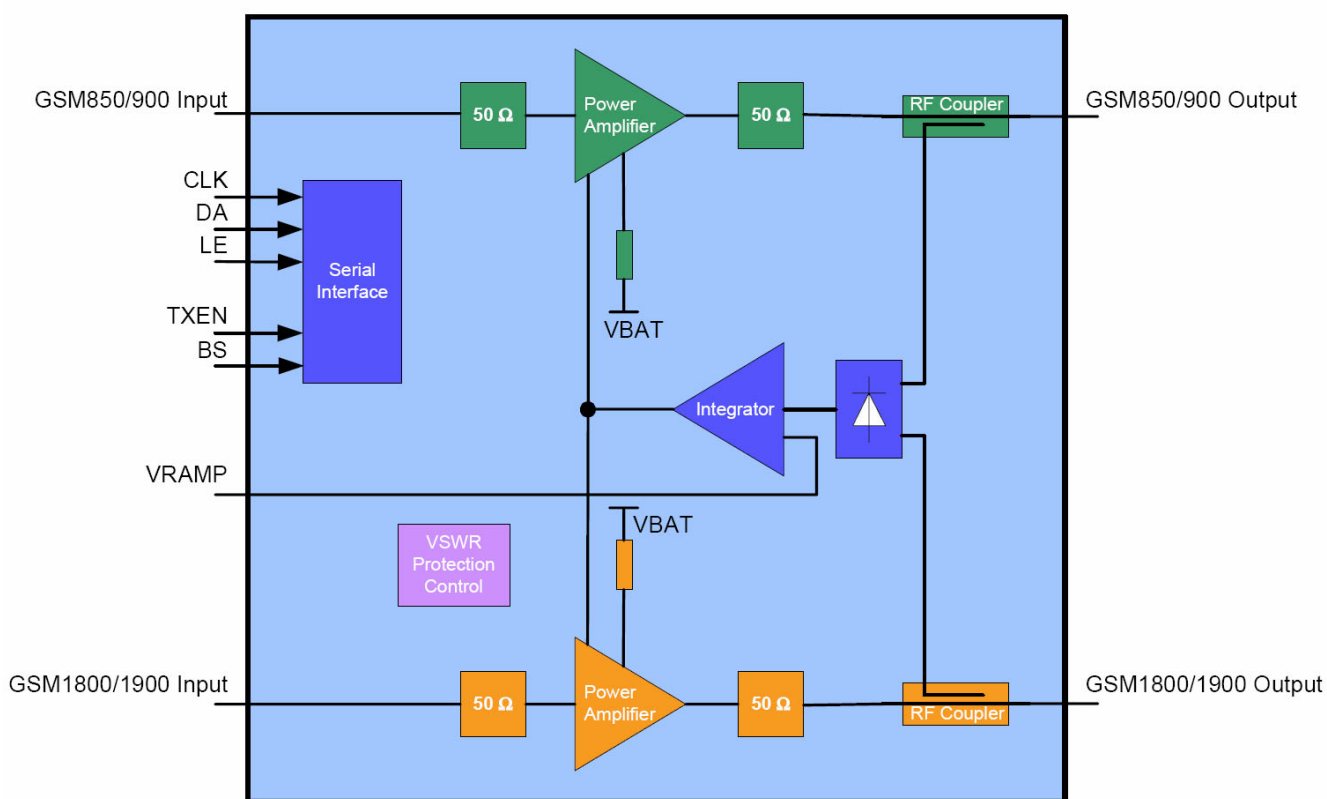 GSM850/900 Input
50 Ω
Power
Amplifier
50 Ω
RF Coupler
GSM850/900 Output
CLK
DA
LE
TXEN
BS
Serial
Interface
VBAT
Integrator
VRAMP
VBAT
VSWR
Protection
Control
GSM1800/1900 Input
50 Ω
Power
Amplifier
50 Ω
RF Coupler
GSM1800/1900 Output